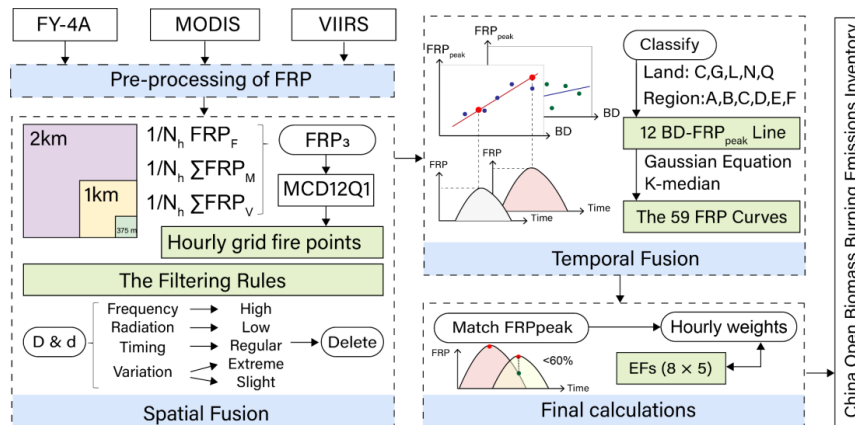 FY-4A
MODIS
VIIRS
Pre-processing of FRP
2km
1km
375 m
1/Nh FRPF
1/Nh ∑FRPM
1/Nh ∑FRPV
FRP₃
MCD12Q1
Hourly grid fire points
The Filtering Rules
D & d
Frequency
Radiation
Timing
Variation
High
Low
Regular
Extreme
Slight
Delete
Spatial Fusion
FRPpeak
FRPpeak
BD
BD
FRP
FRP
Time
Time
Classify
Land: C,G,L,N,Q
Region:A,B,C,D,E,F
12 BD-FRPpeak Line
Gaussian Equation
K-median
The 59 FRP Curves
Temporal Fusion
Match FRPpeak
Hourly weights
FRP
<60%
Time
EFs (8 × 5)
Final calculations
China Open Biomass Burning Emissions Inventory